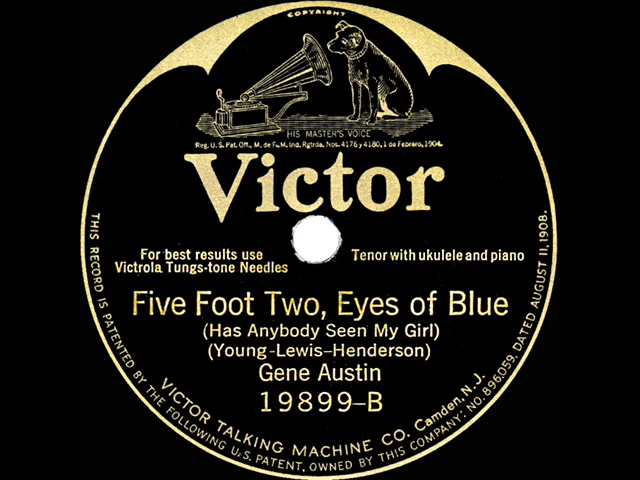 COPYRIGHT
HIS MASTER'S VOICE
Reg. U.S. Pat. Off., M. de F. M. Ind. Rgtrda. Nos. 4176 y 4180, 1 de Febrero, 1904.
Victor
For best results use
Victrola Tungs-tone Needles
Tenor with ukulele and piano
Five Foot Two, Eyes of Blue
(Has Anybody Seen My Girl)
(Young-Lewis-Henderson)
Gene Austin
19899-B
VICTOR TALKING MACHINE CO. Camden, N.J.
THIS RECORD IS PATENTED BY THE FOLLOWING U.S. PATENT, OWNED BY THIS COMPANY: NO. 896,059. DATED AUGUST 11, 1908.